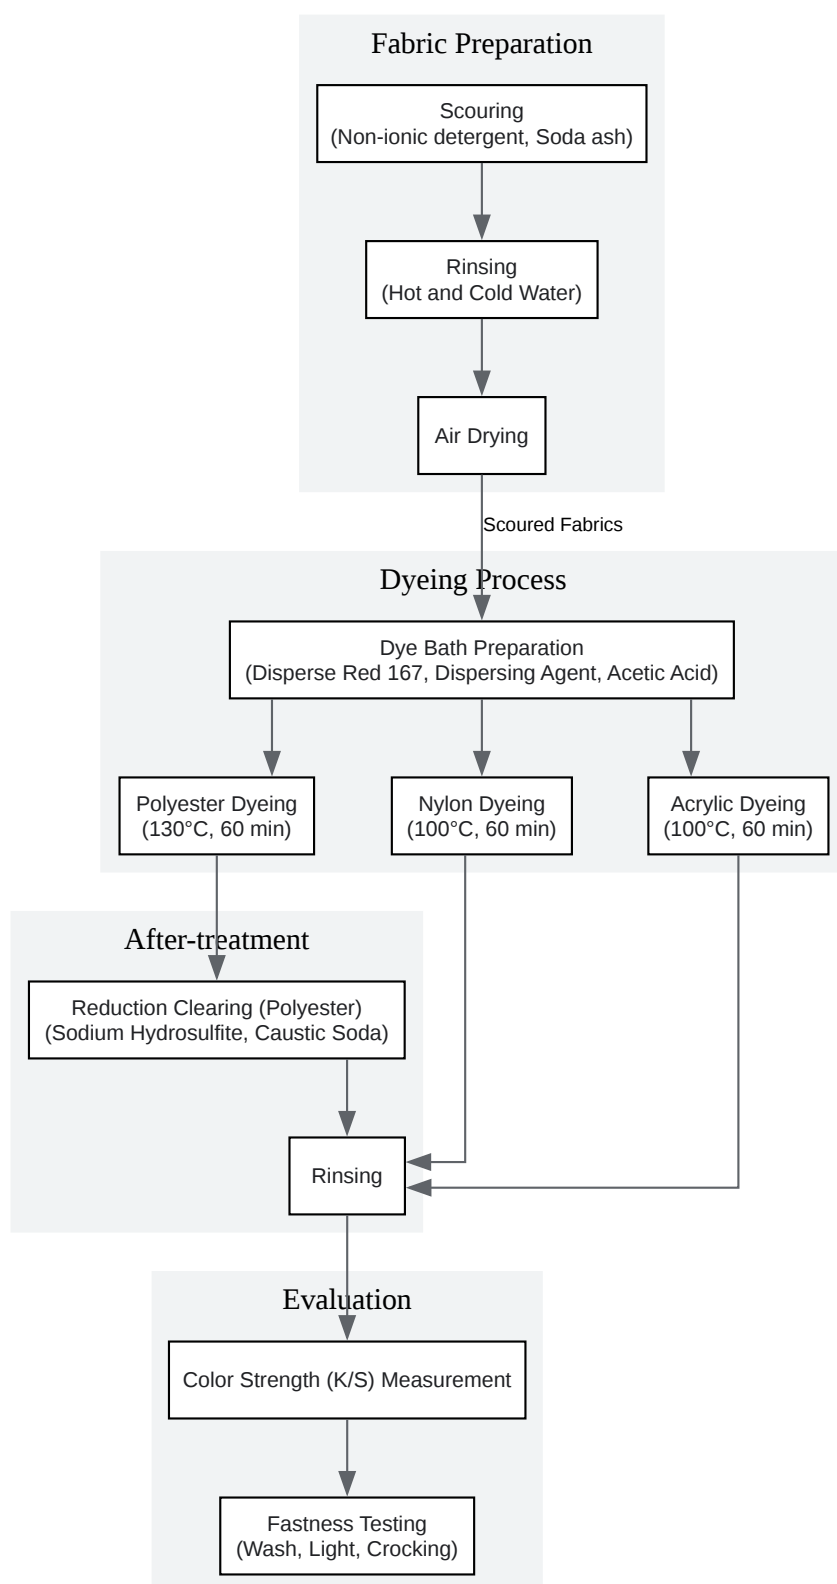 Fabric Preparation
Scouring
(Non-ionic detergent, Soda ash)
Rinsing
(Hot and Cold Water)
Air Drying
Scoured Fabrics
Dyeing Process
Dye Bath Preparation
(Disperse Red 167, Dispersing Agent, Acetic Acid)
Polyester Dyeing
(130°C, 60 min)
Nylon Dyeing
(100°C, 60 min)
Acrylic Dyeing
(100°C, 60 min)
After-treatment
Reduction Clearing (Polyester)
(Sodium Hydrosulfite, Caustic Soda)
Rinsing
Evaluation
Color Strength (K/S) Measurement
Fastness Testing
(Wash, Light, Crocking)